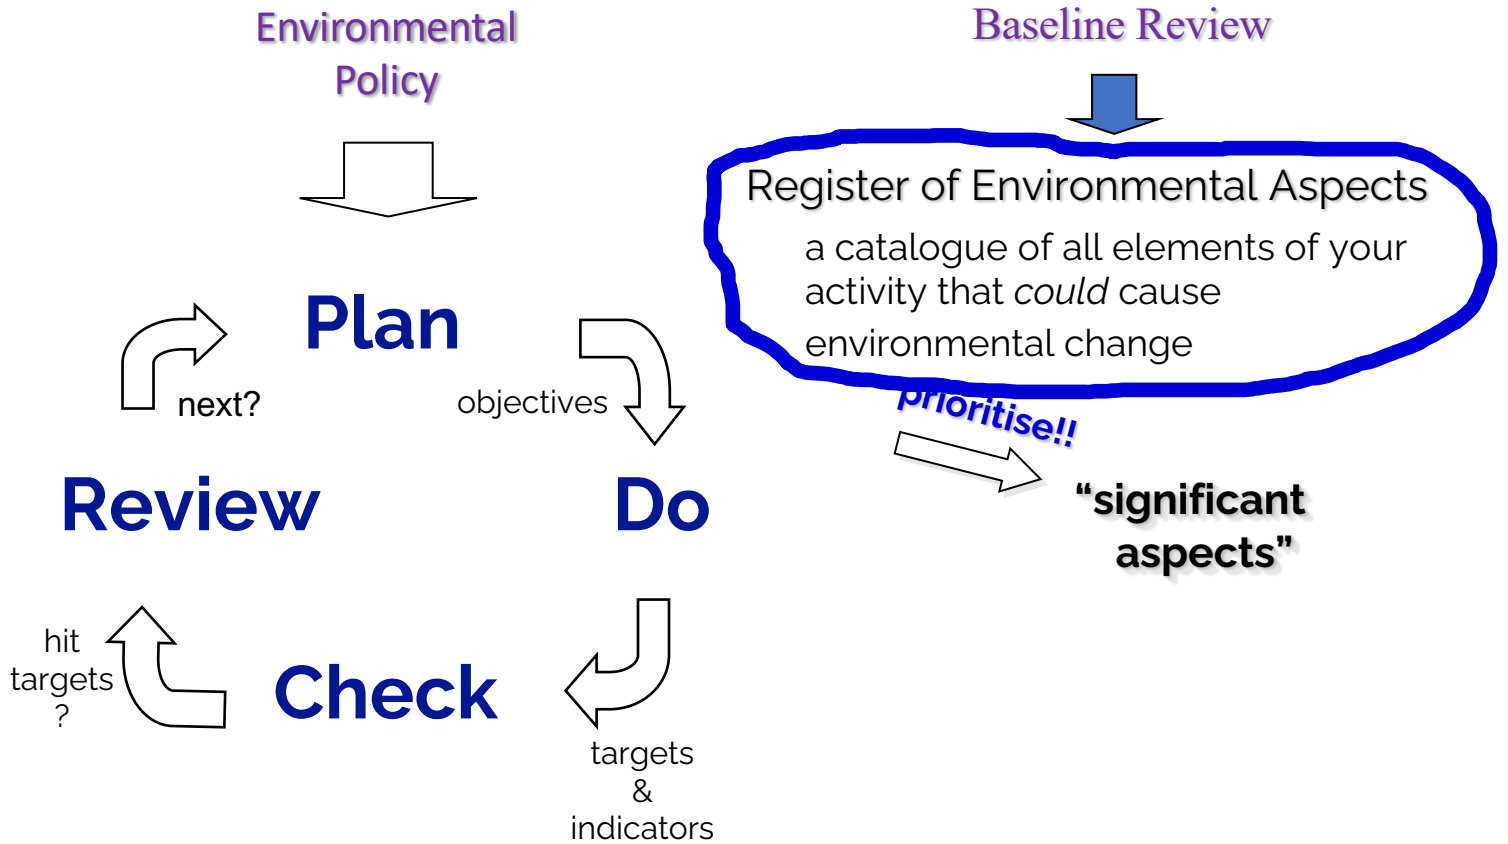 Environmental
Policy
Plan
next?
objectives
Review
Do
hit
targets
?
Check
targets
&
indicators
Baseline Review
Register of Environmental Aspects
a catalogue of all elements of your
activity that could cause
environmental change
prioritise!!
“significant
aspects”